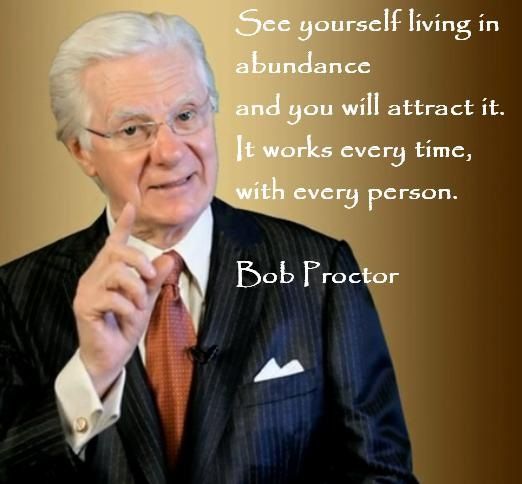 See yourself living in
abundance
and you will attract it.
It works every time,
with every person.
Bob Proctor